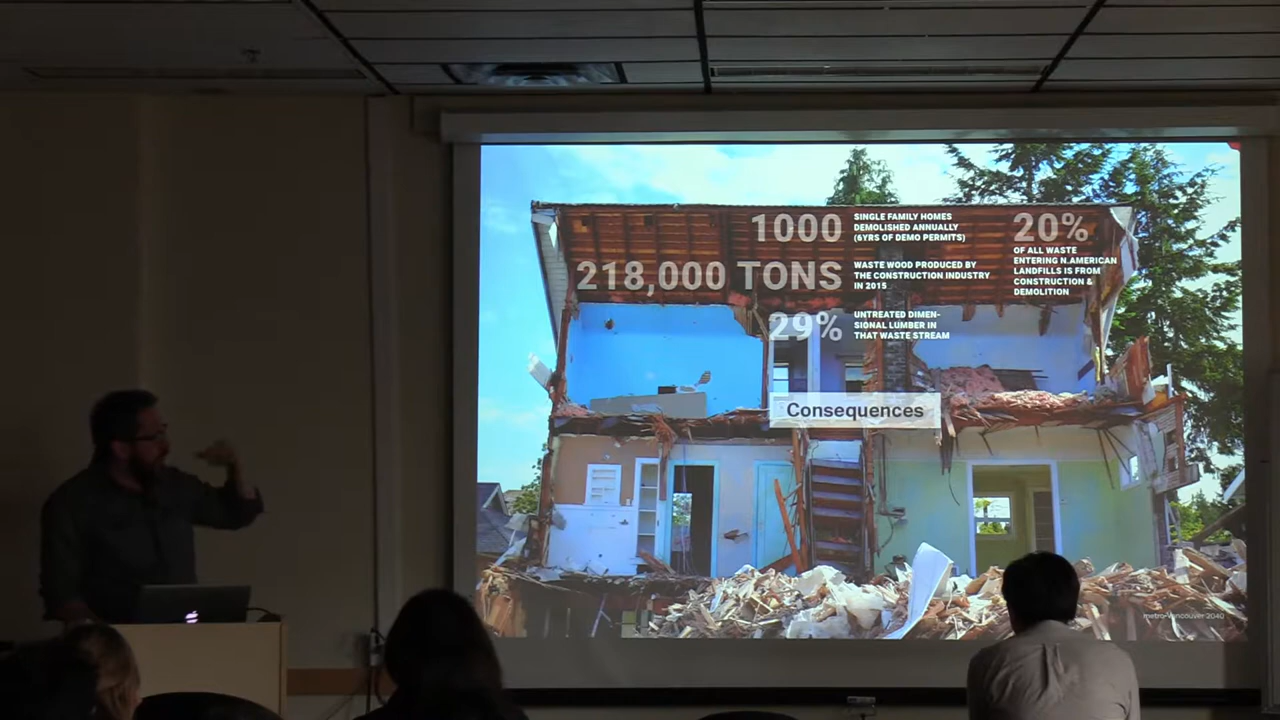 1000
SINGLE FAMILY HOMES
DEMOLISHED ANNUALLY
(6YRS OF DEMO PERMITS)
20%
OF ALL WASTE
ENTERING N.AMERICAN
LANDFILLS IS FROM
CONSTRUCTION &
DEMOLITION
218,000 TONS
WASTE WOOD PRODUCED BY
THE CONSTRUCTION INDUSTRY
IN 2015
29%
UNTREATED DIMEN-
SIONAL LUMBER IN
THAT WASTE STREAM
Consequences
metro Vancouver 2040